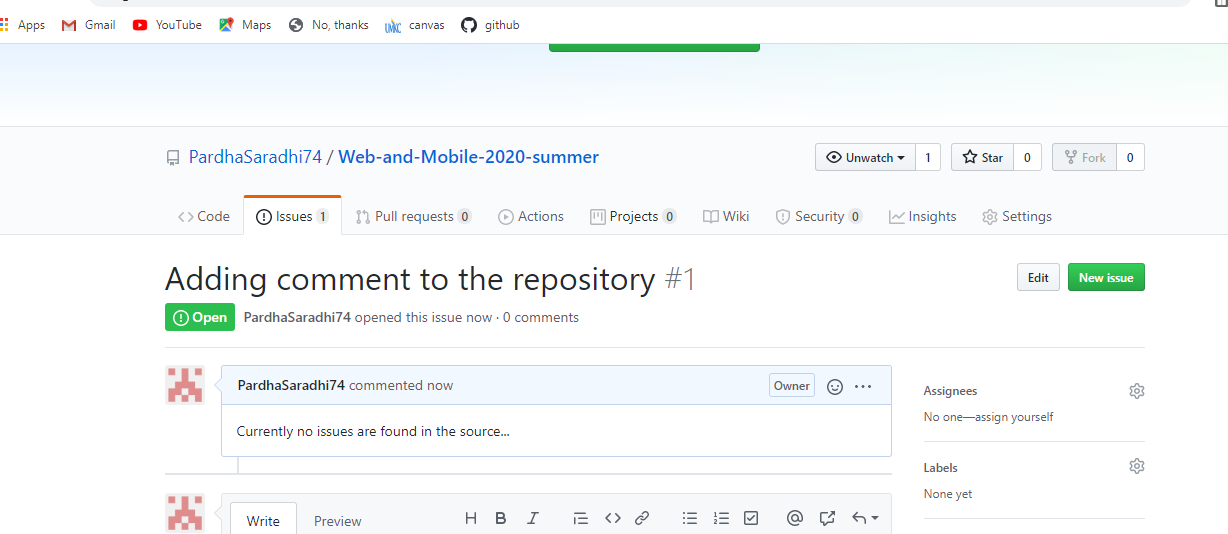 Apps Gmail YouTube Maps No, thanks UMKC canvas github
PardhaSaradhi74 / Web-and-Mobile-2020-summer Unwatch 1 Star 0 Fork 0
Code Issues 1 Pull requests 0 Actions Projects 0 Wiki Security 0 Insights Settings
Adding comment to the repository #1 Edit New issue
Open PardhaSaradhi74 opened this issue now · 0 comments
PardhaSaradhi74 commented now Owner ...
Assignees
No one—assign yourself
Currently no issues are found in the source...
Labels
None yet
Write Preview H B I @